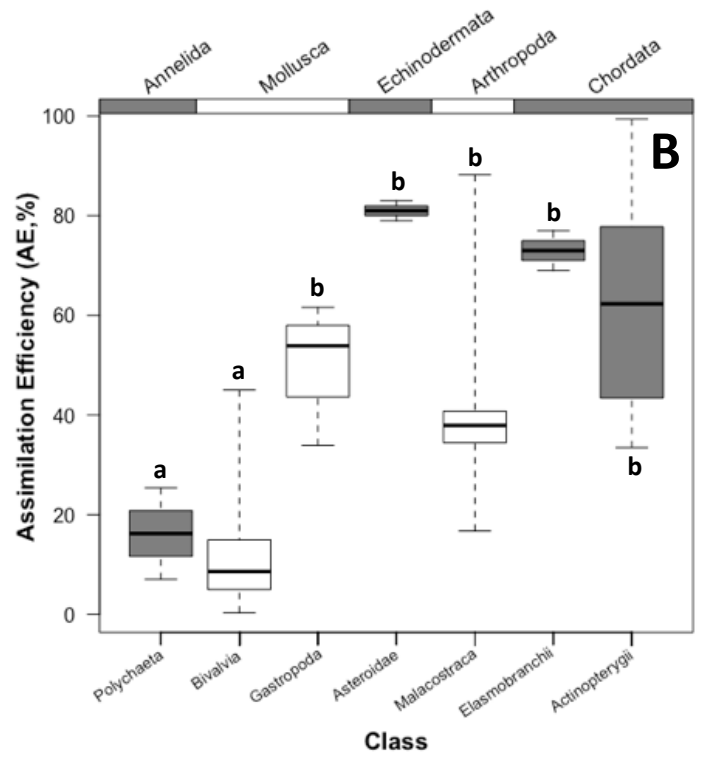 Annelida
Mollusca
Echinodermata
Arthropoda
Chordata
B
Assimilation Efficiency (AE,%)
100
80
60
40
20
0
a
a
b
b
b
b
b
Polychaeta
Bivalvia
Gastropoda
Asteroidae
Malacostraca
Elasmobranchii
Actinopterygii
Class